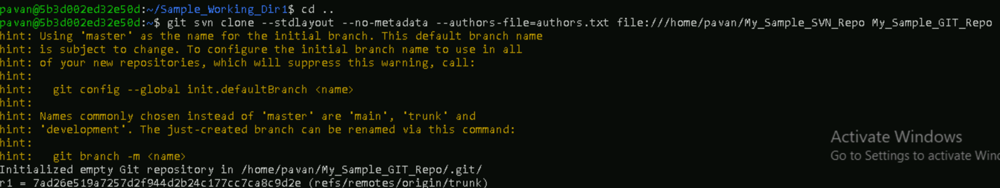 pavan@5b3d002ed32e50d:~/Sample_Working_Dir1$ cd ..
pavan@5b3d002ed32e50d:~$ git svn clone --stdlayout --no-metadata --authors-file=authors.txt file:///home/pavan/My_Sample_SVN_Repo My_Sample_GIT_Repo
hint: Using 'master' as the name for the initial branch. This default branch name
hint: is subject to change. To configure the initial branch name to use in all
hint: of your new repositories, which will suppress this warning, call:
hint:
hint:   git config --global init.defaultBranch <name>
hint:
hint: Names commonly chosen instead of 'master' are 'main', 'trunk' and
hint: 'development'. The just-created branch can be renamed via this command:
hint:
hint:   git branch -m <name>
Initialized empty Git repository in /home/pavan/My_Sample_GIT_Repo/.git/
r1 = 7ad26e519a7257d2f944d2b24c177cc7ca8c9d2e (refs/remotes/origin/trunk)
Activate Windows
Go to Settings to activate Win